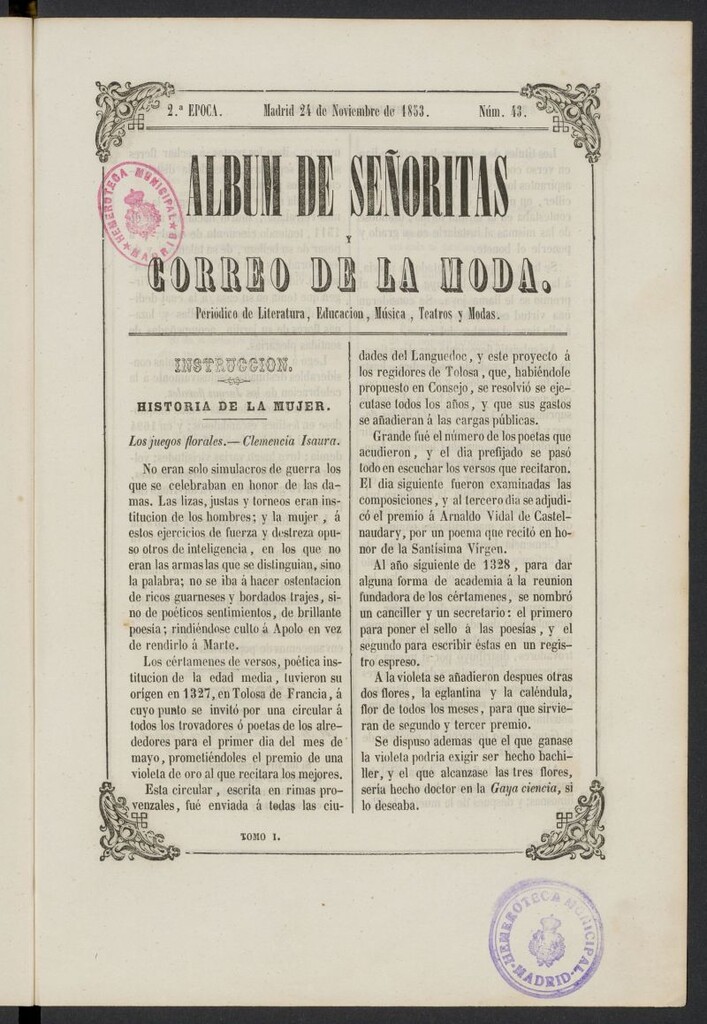 2.ª EPOCA. Madrid 24 de Noviembre de 1853. Núm. 43.
ALBUM DE SEÑORITAS
Y
CORREO DE LA MODA.
Periódico de Literatura, Educacion, Música, Teatros y Modas.
INSTRUCCION.
HISTORIA DE LA MUJER.
Los juegos florales.— Clemencia Isaura.
No eran solo simulacros de guerra los
que se celebraban en honor de las da-
mas. Las lizas, justas y torneos eran ins-
titucion de los hombres; y la mujer, á
estos ejercicios de fuerza y destreza opu-
so otros de inteligencia, en los que no
eran las armas las que se distinguian, sino
la palabra; no se iba á hacer ostentacion
de ricos guarneses y bordados trajes, si-
no de poéticos sentimientos, de brillante
poesía; rindiéndose culto á Apolo en vez
de rendirlo á Marte.
Los cértamenes de versos, poética ins-
titucion de la edad media, tuvieron su
orígen en 1327, en Tolosa de Francia, á
cuyo punto se invitó por una circular á
todos los trovadores ó poetas de los alre-
dedores para el primer dia del mes de
mayo, prometiéndoles el premio de una
violeta de oro al que recitara los mejores.
Esta circular, escrita en rimas pro-
venzales, fué enviada á todas las ciu-
dades del Languedoc, y este proyecto á
los regidores de Tolosa, que, habiéndole
propuesto en Consejo, se resolvió se eje-
cutase todos los años, y que sus gastos
se añadieran á las cargas públicas.
Grande fué el número de los poetas que
acudieron, y el dia prefijado se pasó
todo en escuchar los versos que recitaron.
El dia siguiente fueron examinadas las
composiciones, y al tercero dia se adjudi-
có el premio á Arnaldo Vidal de Castel-
naudary, por un poema que recitó en ho-
nor de la Santísima Vírgen.
Al año siguiente de 1328, para dar
alguna forma de academia á la reunion
fundadora de los cértamenes, se nombró
un canciller y un secretario: el primero
para poner el sello á las poesías, y el
segundo para escribir éstas en un regis-
tro espreso.
A la violeta se añadieron despues otras
dos flores, la eglantina y la caléndula,
flor de todos los meses, para que sirvie-
ran de segundo y tercer premio.
Se dispuso ademas que el que ganase
la violeta podria exigir ser hecho bachi-
ller, y el que alcanzase las tres flores,
sería hecho doctor en la Gaya ciencia, si
lo deseaba.
TOMO I.
HEMEROTECA MUNICIPAL
MADRID
HEMEROTECA MUNICIPAL
MADRID